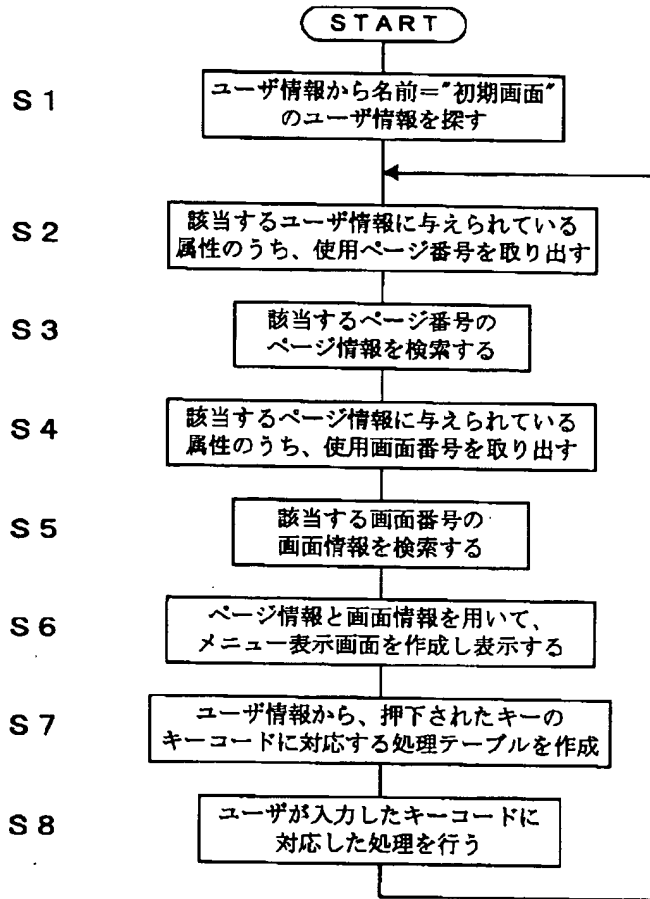 START
S1
ユーザ情報から名前＝"初期画面"
のユーザ情報を探す
S2
該当するユーザ情報に与えられている
属性のうち、使用ページ番号を取り出す
S3
該当するページ番号の
ページ情報を検索する
S4
該当するページ情報に与えられている
属性のうち、使用画面番号を取り出す
S5
該当する画面番号の
画面情報を検索する
S6
ページ情報と画面情報を用いて、
メニュー表示画面を作成し表示する
S7
ユーザ情報から、押下されたキーの
キーコードに対応する処理テーブルを作成
S8
ユーザが入力したキーコードに
対応した処理を行う